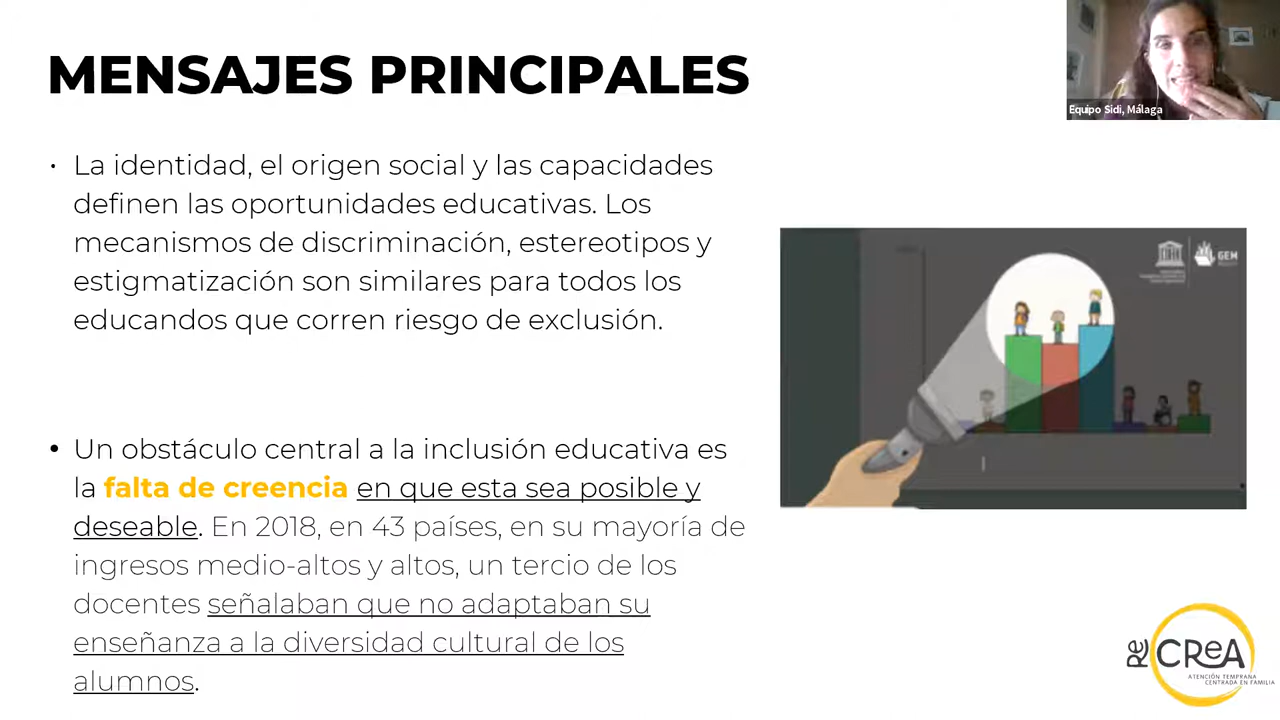 MENSAJES PRINCIPALES
Equipo Sidi, Málaga
• La identidad, el origen social y las capacidades
definen las oportunidades educativas. Los
mecanismos de discriminación, estereotipos y
estigmatización son similares para todos los
educandos que corren riesgo de exclusión.
GEM
• Un obstáculo central a la inclusión educativa es
la falta de creencia en que esta sea posible y
deseable. En 2018, en 43 países, en su mayoría de
ingresos medio-altos y altos, un tercio de los
docentes señalaban que no adaptaban su
enseñanza a la diversidad cultural de los
alumnos.
Re CReA
ATENCIÓN TEMPRANA
CENTRADA EN FAMILIA